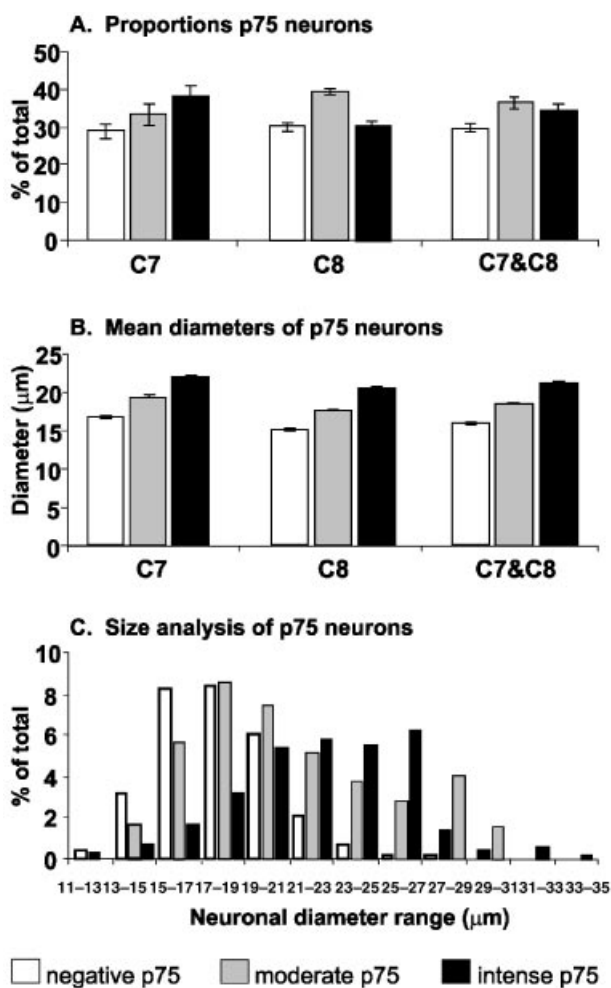 A. Proportions p75 neurons
% of total
50
40
30
20
10
0
C7 C8 C7&C8
B. Mean diameters of p75 neurons
Diameter (μm)
25
20
15
10
5
0
C7 C8 C7&C8
C. Size analysis of p75 neurons
% of total
10
8
6
4
2
0
11–13 13–15 15–17 17–19 19–21 21–23 23–25 25–27 27–29 29–31 31–33 33–35
Neuronal diameter range (μm)
negative p75 moderate p75 intense p75